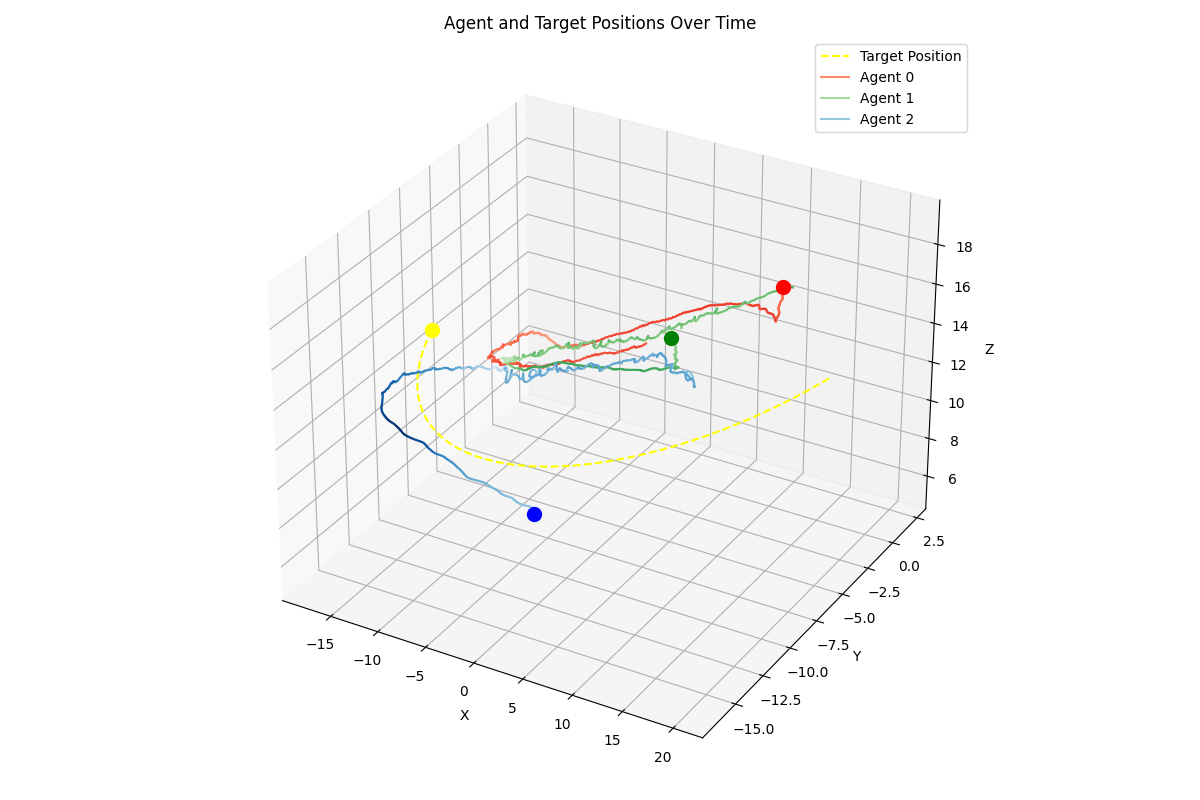 Agent and Target Positions Over Time
Target Position
Agent 0
Agent 1
Agent 2
18
16
14
12
10
8
6
Z
2.5
0.0
−2.5
−5.0
−7.5
−10.0
−12.5
−15.0
Y
−15
−10
−5
0
5
10
15
20
X